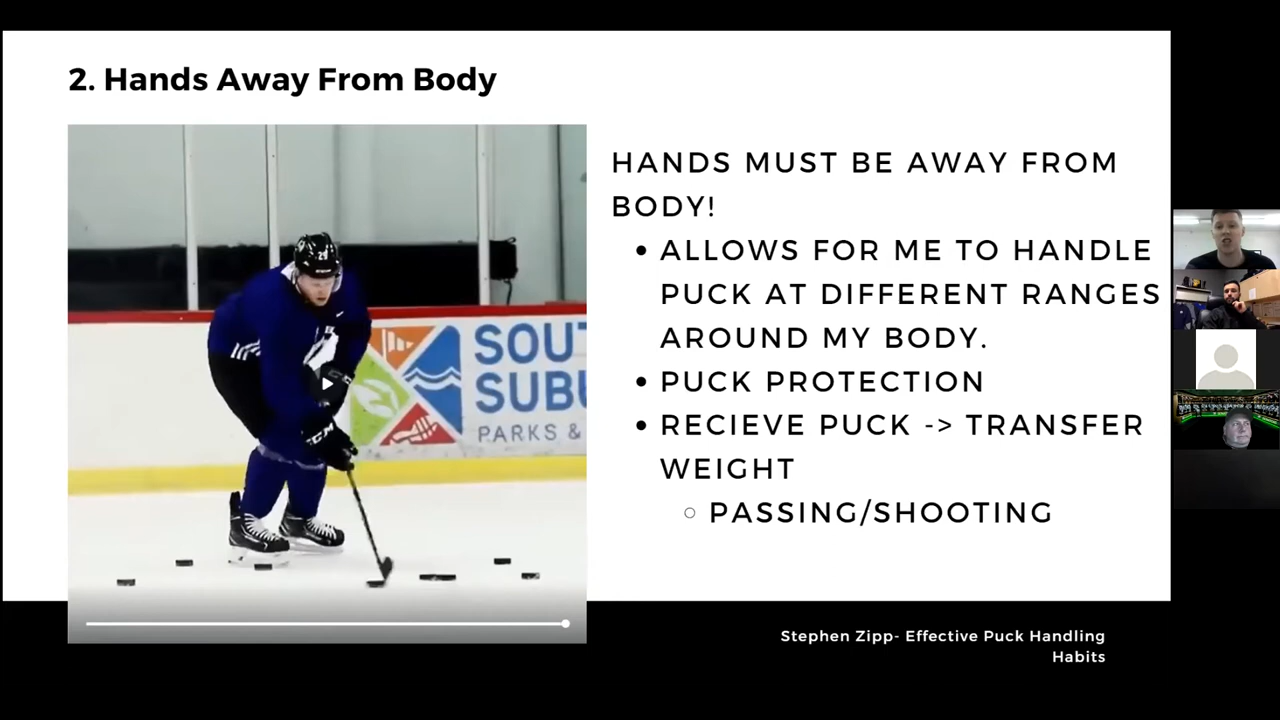 2. Hands Away From Body
HANDS MUST BE AWAY FROM
BODY!
• ALLOWS FOR ME TO HANDLE
PUCK AT DIFFERENT RANGES
AROUND MY BODY.
• PUCK PROTECTION
• RECIEVE PUCK -> TRANSFER
WEIGHT
○ PASSING/SHOOTING
29
CCM
SOUT
SUBU
PARKS &
Stephen Zipp- Effective Puck Handling
Habits